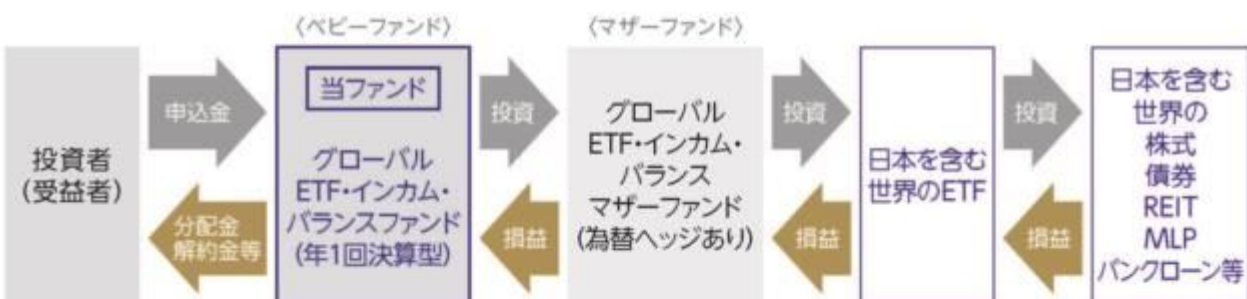 〈ベビーファンド〉
〈マザーファンド〉
投資者
(受益者)
申込金
分配金
解約金等
当ファンド
グローバル
ETF・インカム・
バランスファンド
(年1回決算型)
投資
損益
グローバル
ETF・インカム・
バランス
マザーファンド
(為替ヘッジあり)
投資
損益
日本を含む
世界のETF
投資
損益
日本を含む
世界の
株式
債券
REIT
MLP
バンクローン等